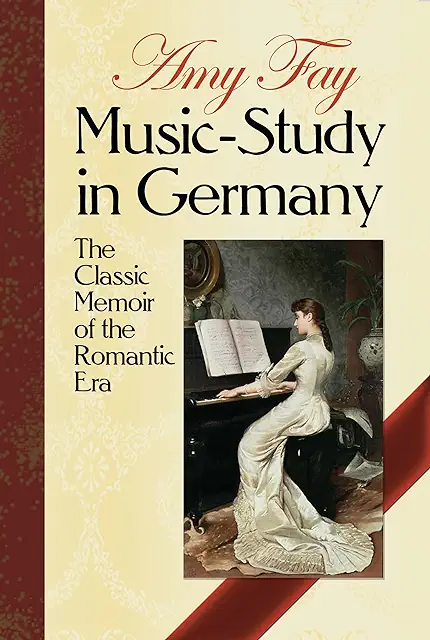 Amy Fay
Music-Study
in Germany
The
Classic
Memoir
of the
Romantic
Era